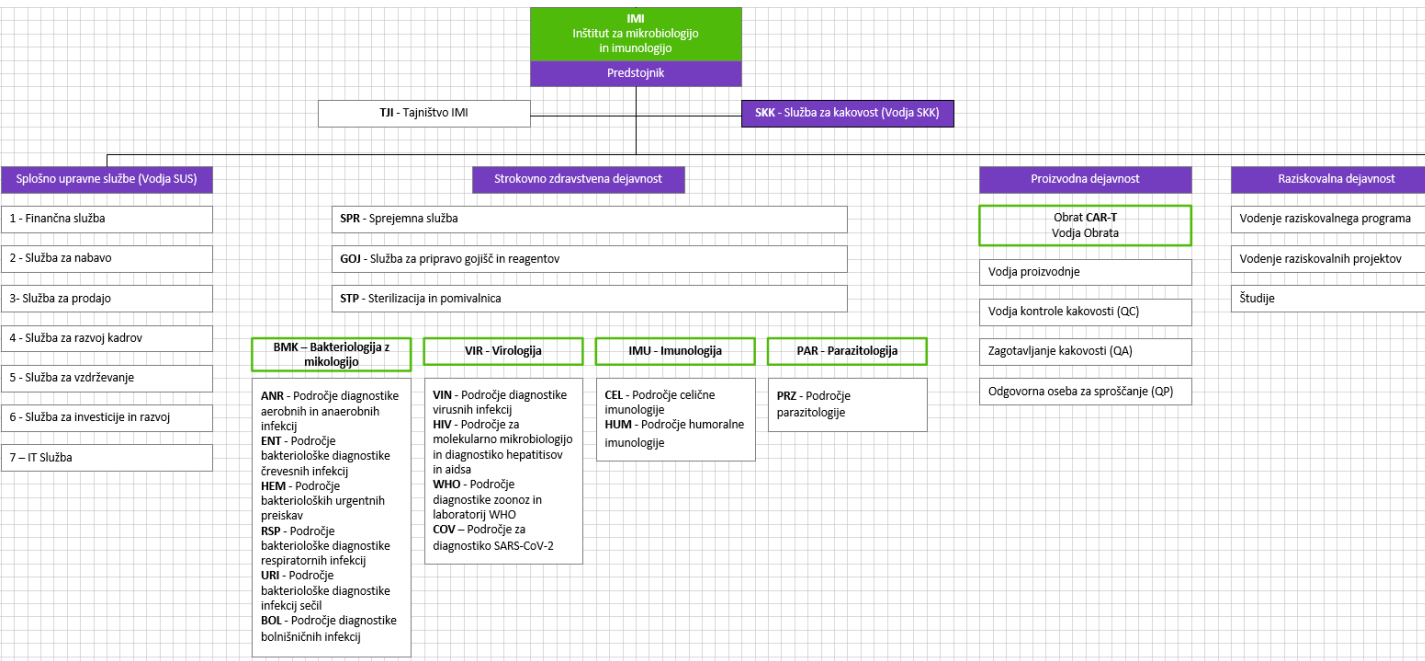 IMI
Inštitut za mikrobiologijo
in imunologijo
Predstojnik
TJI - Tajništvo IMI
SKK - Služba za kakovost (Vodja SKK)
Splošno upravne službe (Vodja SUS)
1 - Finančna služba
2 - Služba za nabavo
3- Služba za prodajo
4 - Služba za razvoj kadrov
5 - Služba za vzdrževanje
6 - Služba za investicije in razvoj
7 – IT Služba
Strokovno zdravstvena dejavnost
SPR - Sprejemna služba
GOJ - Služba za pripravo gojišč in reagentov
STP - Sterilizacija in pomivalnica
BMK – Bakteriologija z
mikologijo
ANR - Področje diagnostike
aerobnih in anaerobnih
infekcij
ENT - Področje
bakteriološke diagnostike
črevesnih infekcij
HEM - Področje
bakterioloških urgentnih
preiskav
RSP - Področje
bakteriološke diagnostike
respiratornih infekcij
URI - Področje
bakteriološke diagnostike
infekcij sečil
BOL - Področje diagnostike
bolnišničnih infekcij
VIR - Virologija
VIN - Področje diagnostike
virusnih infekcij
HIV - Področje za
molekularno mikrobiologijo
in diagnostiko hepatitisov
in aidsa
WHO - Področje
diagnostike zoonoz in
laboratorij WHO
COV – Področje za
diagnostiko SARS-CoV-2
IMU - Imunologija
CEL - Področje celične
imunologije
HUM - Področje humoralne
imunologije
PAR - Parazitologija
PRZ - Področje
parazitologije
Proizvodna dejavnost
Obrat CAR-T
Vodja Obrata
Vodja proizvodnje
Vodja kontrole kakovosti (QC)
Zagotavljanje kakovosti (QA)
Odgovorna oseba za sproščanje (QP)
Raziskovalna dejavnost
Vodenje raziskovalnega programa
Vodenje raziskovalnih projektov
Študije